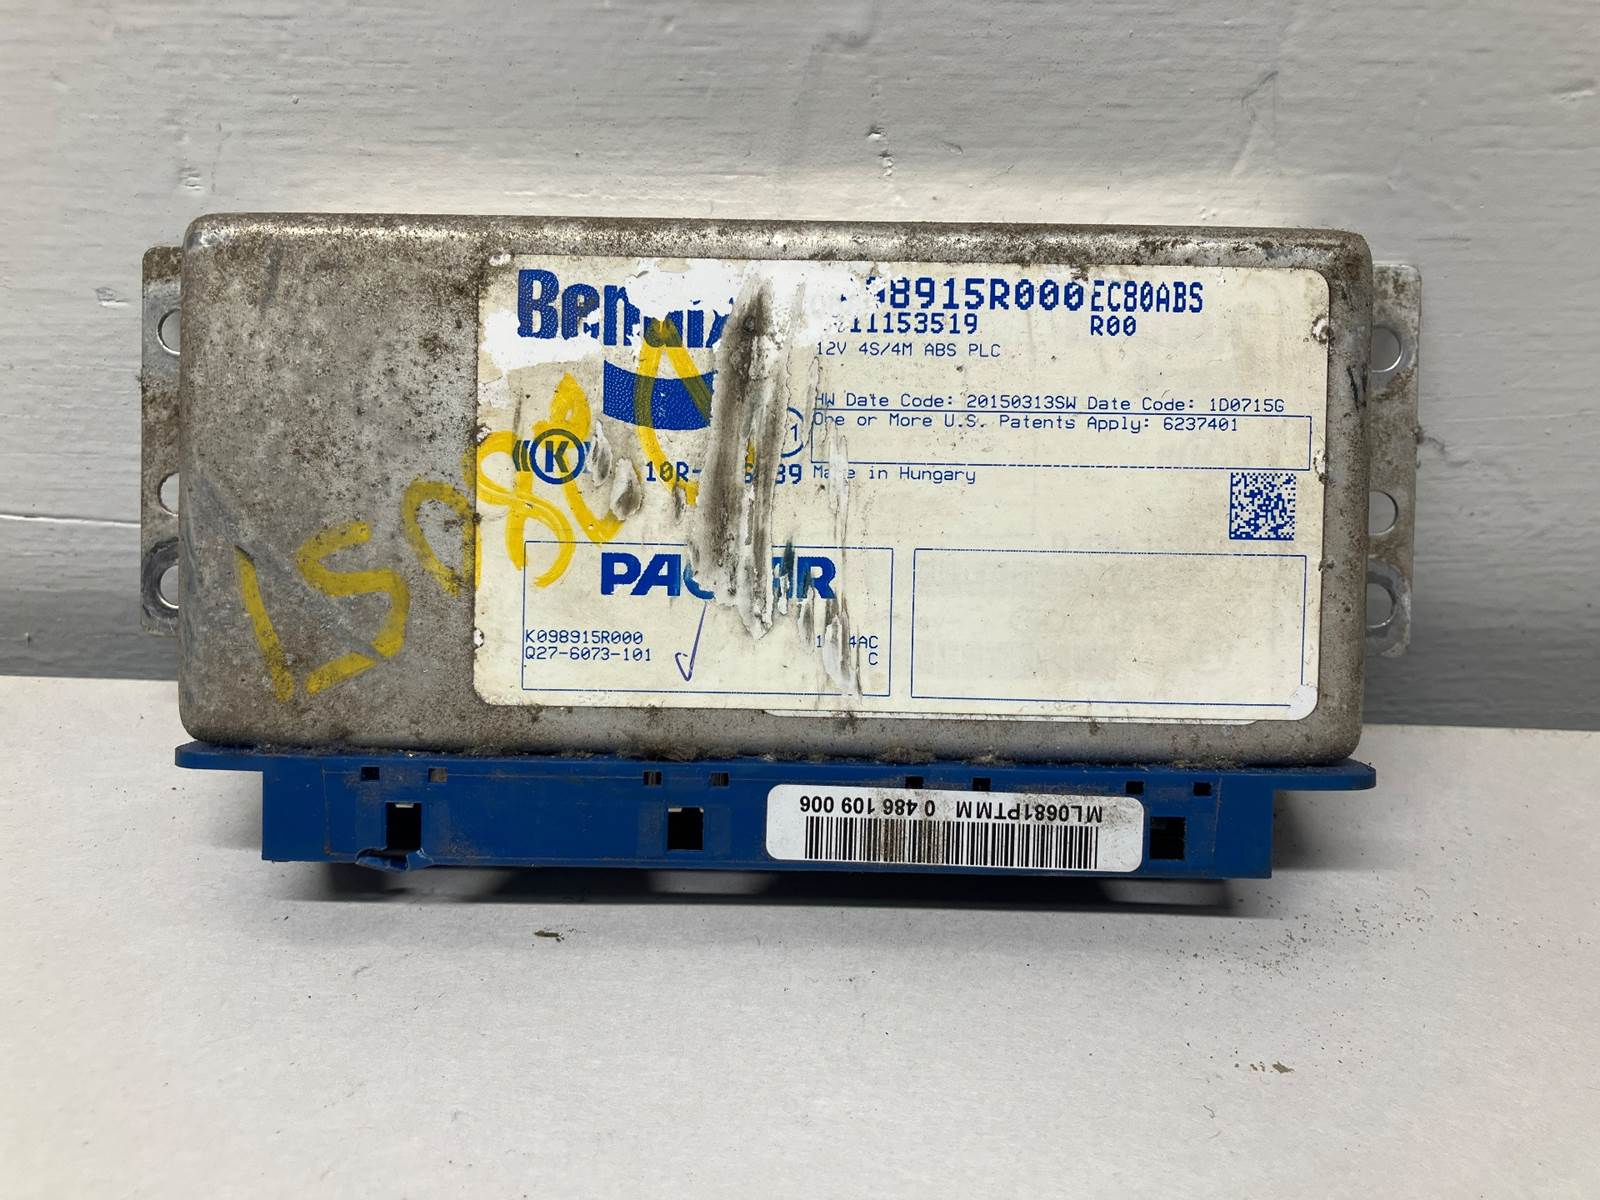 Bendix
98915R000 EC80ABS
11153519 R00
12V 4S/4M ABS PLC
HW Date Code: 20150313SW Date Code: 1D0715G
One or More U.S. Patents Apply: 6237401
K
1
10R-
39
Made in Hungary
PACCAR
K098915R000
4AC
Q27-6073-101
C
ML0681PTMM 0 486 109 006